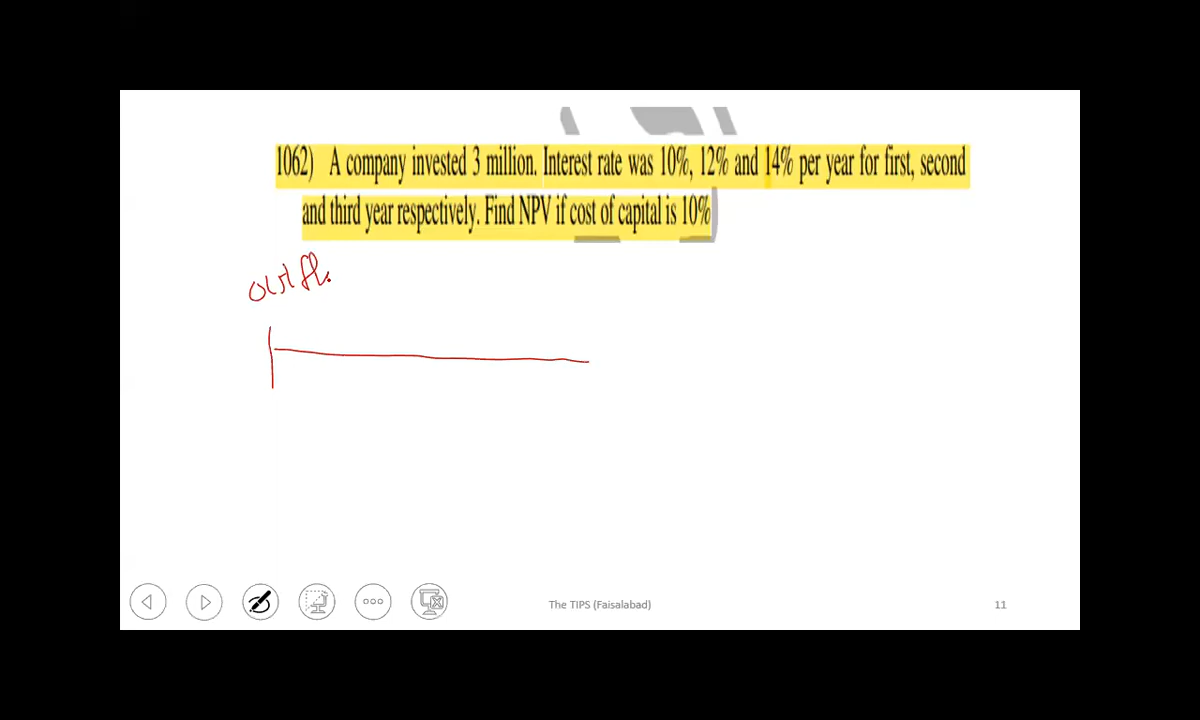 1062) A company invested 3 million. Interest rate was 10%, 12% and 14% per year for first, second
and third year respectively. Find NPV if cost of capital is 10%
outfl.
The TIPS (Faisalabad)
11